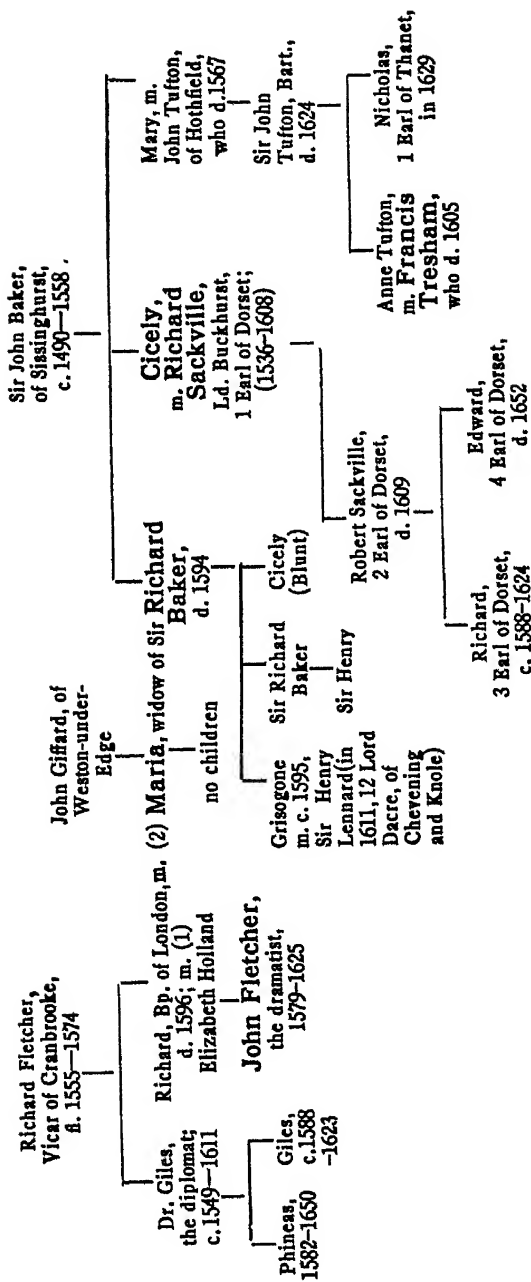 Richard Fletcher,
Vicar of Cranbrooke,
fl. 1555—1574
Dr. Giles,
the diplomat;
c.1549—1611
Phineas,
1582-1650
Giles,
c.1588
-1623
Richard, Bp. of London, m. (2) Maria, widow of Sir Richard
d. 1596; m. (1)
Elizabeth Holland
John Fletcher,
the dramatist,
1579-1625
John Giffard, of
Weston-under-
Edge
no children
Baker,
d. 1594
Grisogone
m. c. 1595,
Sir Henry
Lennard(in
1611, 12 Lord
Dacre, of
Chevening
and Knole)
Sir Richard
Baker
Sir Henry
Cicely
(Blunt)
Sir John Baker,
of Sissinghurst,
c. 1490—1558.
Cicely,
m. Richard
Sackville,
Ld. Buckhurst,
1 Earl of Dorset;
(1536-1608)
Robert Sackville,
2 Earl of Dorset,
d. 1609
Richard,
3 Earl of Dorset,
c. 1588-1624
Edward,
4 Earl of Dorset,
d. 1652
Mary, m.
John Tufton,
of Hothfield,
who d.1567
Sir John
Tufton, Bart.,
d. 1624
Anne Tufton,
m. Francis
Tresham,
who d. 1605
Nicholas,
1 Earl of Thanet,
in 1629